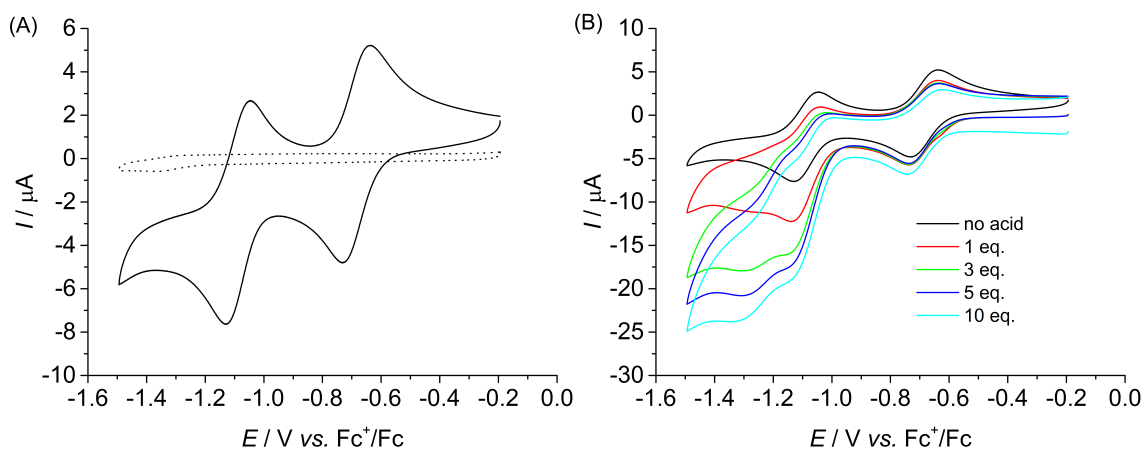 (A)
6
4
2
0
-2
-4
-6
-8
-10
I / μA
-1.6 -1.4 -1.2 -1.0 -0.8 -0.6 -0.4 -0.2 0.0
E / V vs. Fc⁺/Fc
(B)
10
5
0
-5
-10
-15
-20
-25
-30
I / μA
no acid
1 eq.
3 eq.
5 eq.
10 eq.
-1.6 -1.4 -1.2 -1.0 -0.8 -0.6 -0.4 -0.2 0.0
E / V vs. Fc⁺/Fc